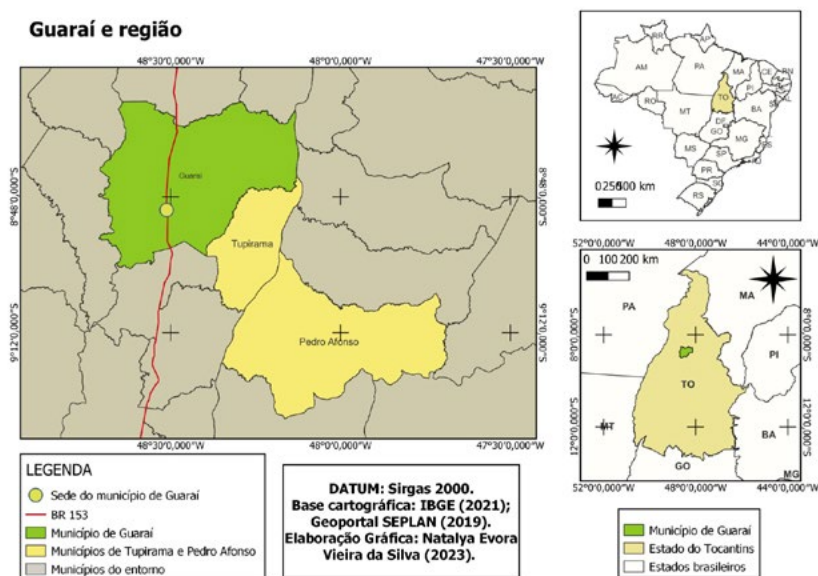 Guaraí e região
48°30'0,000"W
48°0'0,000"W
47°30'0,000"W
8°48'0,000"S
9°12'0,000"S
8°48'0,000"S
9°12'0,000"S
Guaraí
Tupirama
Pedro Afonso
48°30'0,000"W
48°0'0,000"W
47°30'0,000"W
LEGENDA
Sede do município de Guaraí
BR 153
Município de Guaraí
Municípios de Tupirama e Pedro Afonso
Municípios do entorno
DATUM: Sirgas 2000.
Base cartográfica: IBGE (2021);
Geoportal SEPLAN (2019).
Elaboração Gráfica: Natalya Evora
Vieira da Silva (2023).
RR
AP
AM
PA
MA
CE
RN
PI
AC
RO
TO
BA
MT
DF
GO
MG
ES
MS
SP
RJ
PR
SC
RS
0250500 km
52°0'0,000"W
48°0'0,000"W
44°0'0,000"W
0 100 200 km
PA
MA
8°0'0,000"S
8°0'0,000"S
PI
TO
12°0'0,000"S
12°0'0,000"S
MT
BA
GO
MG
52°0'0,000"W
48°0'0,000"W
44°0'0,000"W
Município de Guaraí
Estado do Tocantins
Estados brasileiros